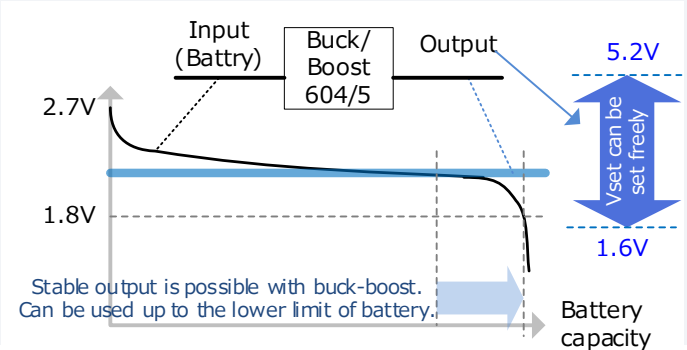 Input
(Battry)
Buck/
Boost
604/5
Output
5.2V
2.7V
Vset can be
set freely
1.8V
1.6V
Stable output is possible with buck-boost.
Can be used up to the lower limit of battery.
Battery
capacity